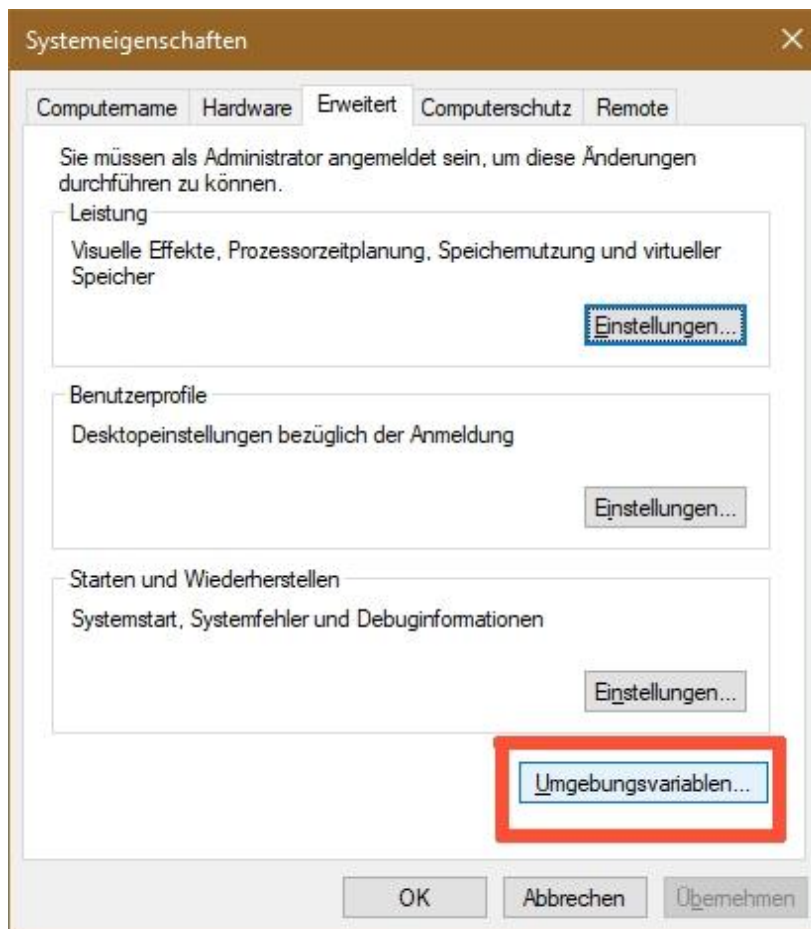 Systemeigenschaften
Computername Hardware Erweitert Computerschutz Remote
Sie müssen als Administrator angemeldet sein, um diese Änderungen
durchführen zu können.
Leistung
Visuelle Effekte, Prozessorzeitplanung, Speichernutzung und virtueller
Speicher
Einstellungen...
Benutzerprofile
Desktopeinstellungen bezüglich der Anmeldung
Einstellungen...
Starten und Wiederherstellen
Systemstart, Systemfehler und Debuginformationen
Einstellungen...
Umgebungsvariablen...
OK Abbrechen Übernehmen